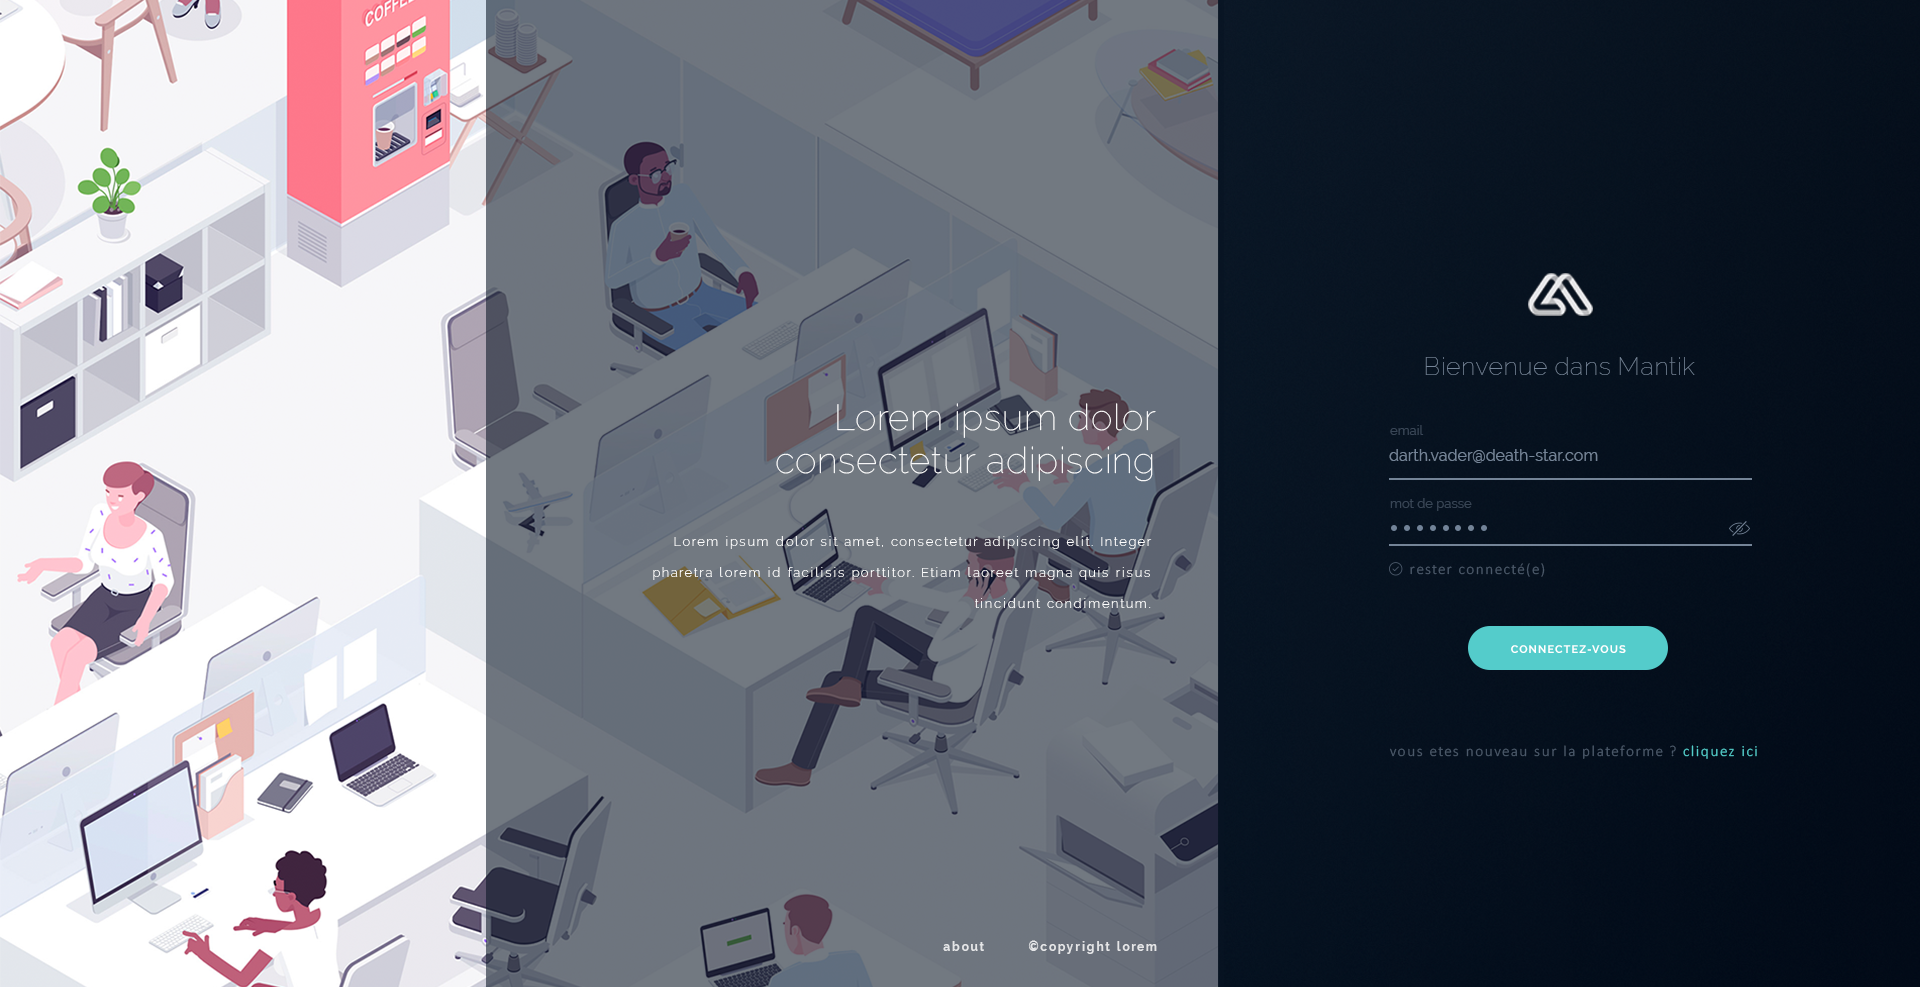 COFFEE
Lorem ipsum dolor
consectetur adipiscing
Lorem ipsum dolor sit amet, consectetur adipiscing elit. Integer
pharetra lorem id facilisis porttitor. Etiam laoreet magna quis risus
tincidunt condimentum.
about
©copyright lorem
Bienvenue dans Mantik
email
darth.vader@death-star.com
mot de passe
rester connecté(e)
CONNECTEZ-VOUS
vous etes nouveau sur la plateforme ? cliquez ici